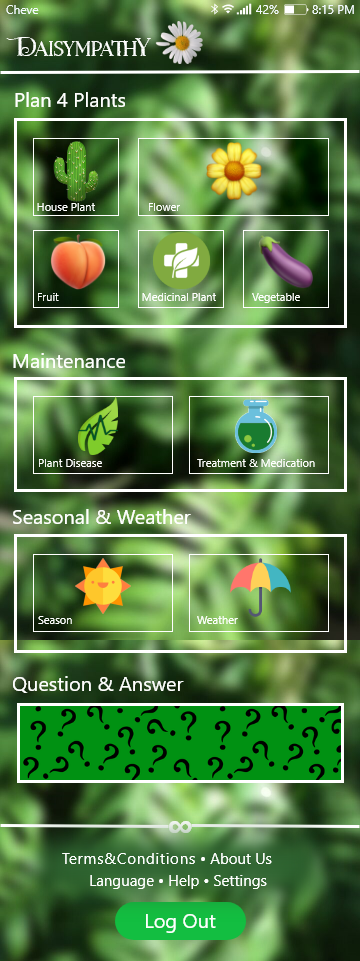 Cheve 42% 8:15 PM
DAISYMPATHY
Plan 4 Plants
House Plant Flower
Fruit Medicinal Plant Vegetable
Maintenance
Plant Disease Treatment & Medication
Seasonal & Weather
Season Weather
Question & Answer
? ? ? ? ? ? ? ? ? ? ? ? ? ? ? ? ? ? ? ?
Terms&Conditions • About Us
Language • Help • Settings
Log Out